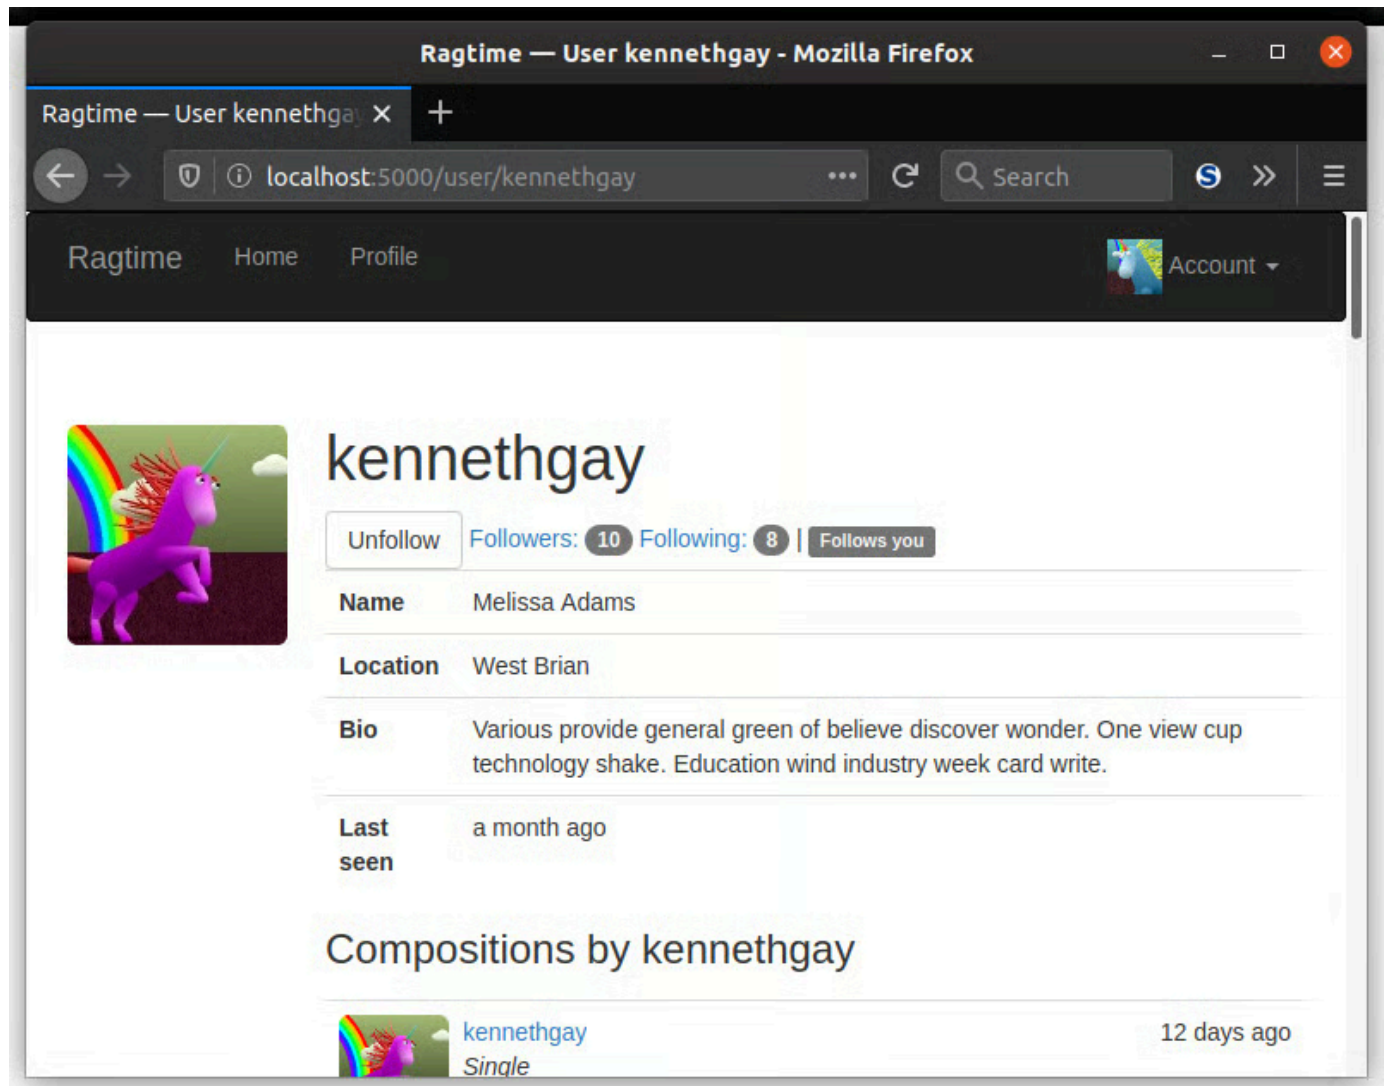 Ragtime — User kennethgay - Mozilla Firefox
Ragtime — User kennethgay
localhost:5000/user/kennethgay
Search
Ragtime Home Profile Account
kennethgay
Unfollow Followers: 10 Following: 8 | Follows you
Name Melissa Adams
Location West Brian
Bio Various provide general green of believe discover wonder. One view cup
technology shake. Education wind industry week card write.
Last a month ago
seen
Compositions by kennethgay
kennethgay 12 days ago
Single